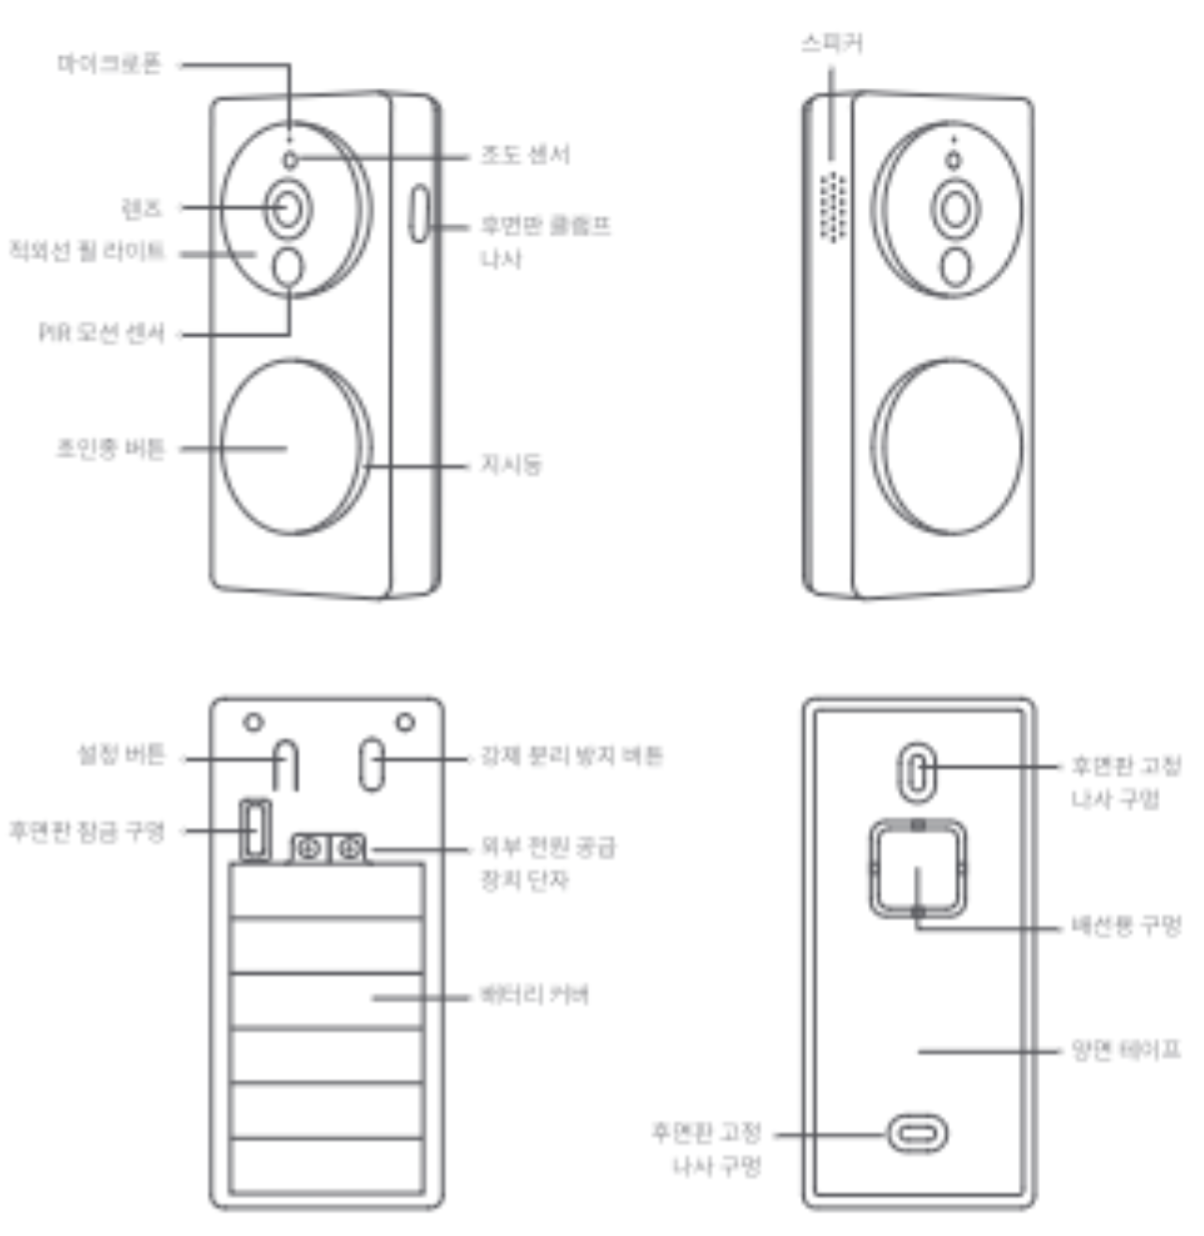 마이크로폰
스피커
조도 센서
렌즈
후면판 클램프
나사
적외선 필 라이트
PIR 모션 센서
초인종 버튼
지시등
설정 버튼
강제 분리 방지 버튼
후면판 고정
나사 구멍
후면판 잠금 구멍
외부 전원 공급
장치 단자
배선용 구멍
배터리 커버
양면 테이프
후면판 고정
나사 구멍